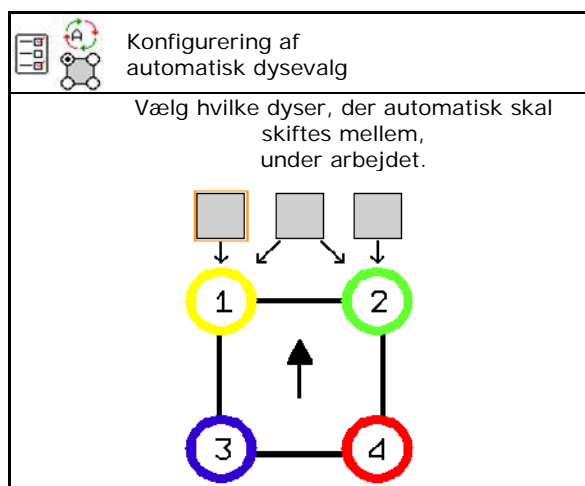 A
Konfigurering af
automatisk dysevalg
Vælg hvilke dyser, der automatisk skal
skiftes mellem,
under arbejdet.
1 2
3 4